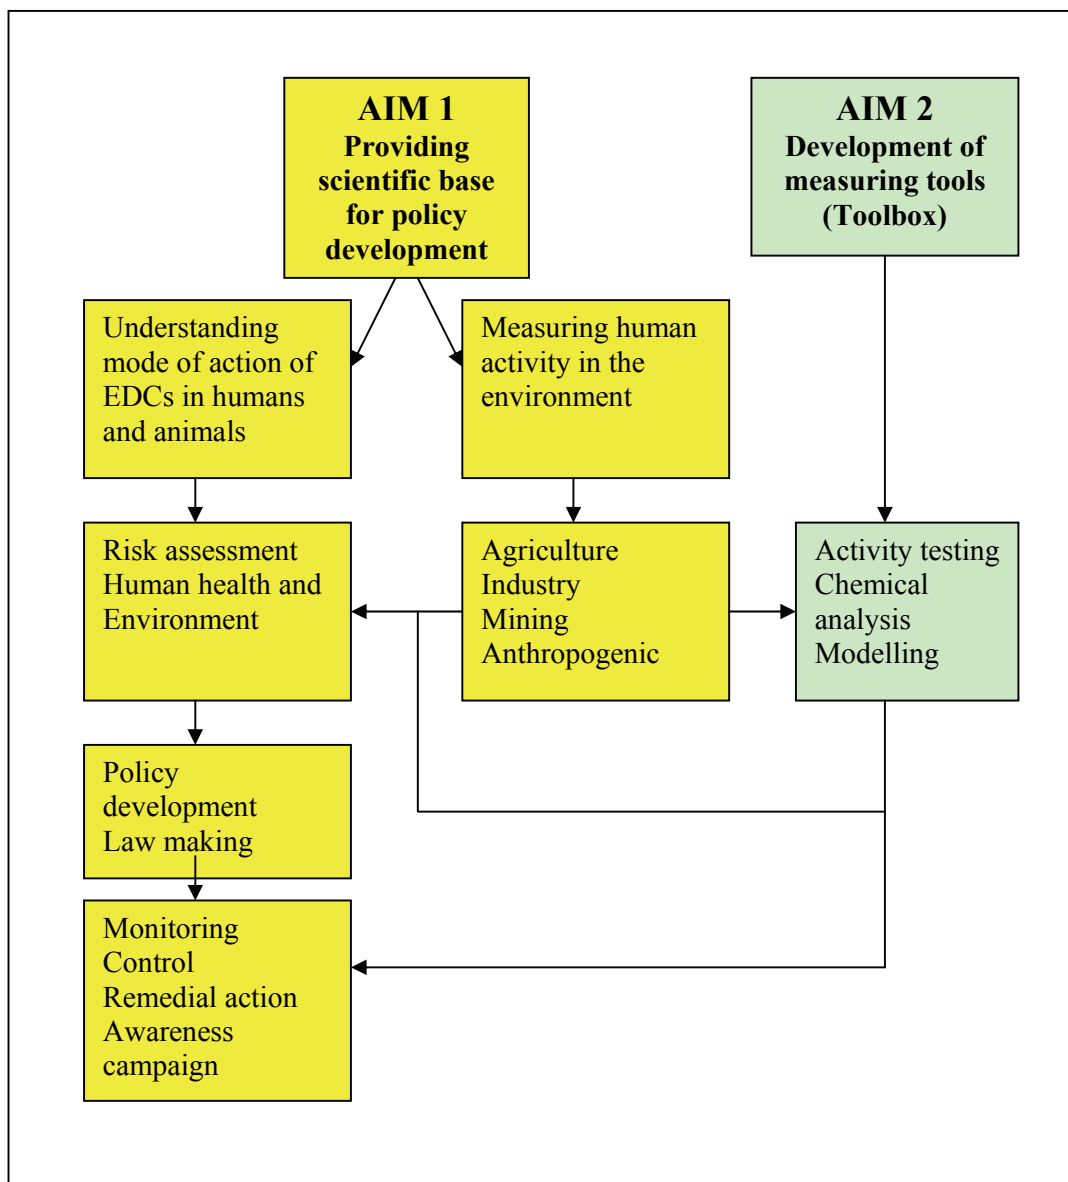 AIM 1
Providing
scientific base
for policy
development
AIM 2
Development of
measuring tools
(Toolbox)
Understanding
mode of action of
EDCs in humans
and animals
Measuring human
activity in the
environment
Risk assessment
Human health and
Environment
Agriculture
Industry
Mining
Anthropogenic
Activity testing
Chemical
analysis
Modelling
Policy
development
Law making
Monitoring
Control
Remedial action
Awareness
campaign